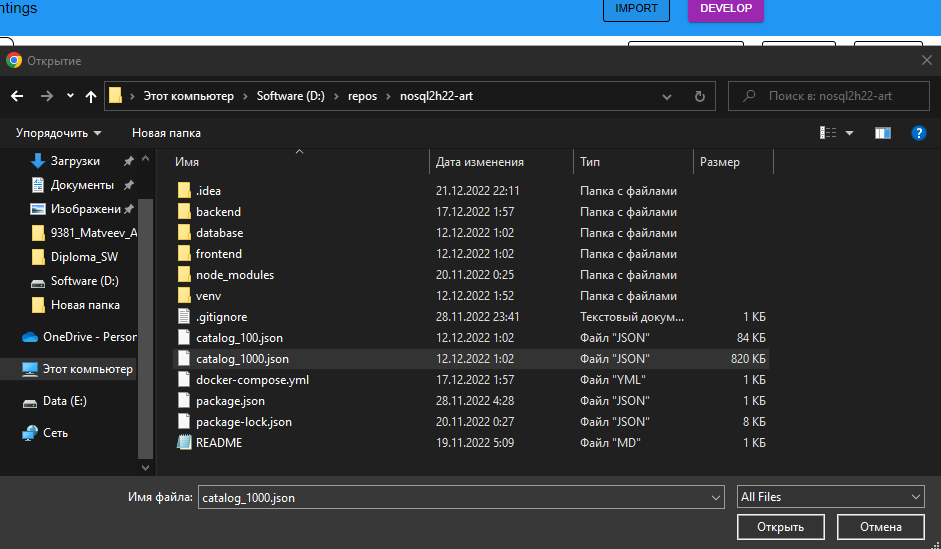 ntings
IMPORT
DEVELOP
Открытие
Этот компьютер
Software (D:)
repos
nosql2h22-art
Поиск в: nosql2h22-art
Упорядочить
Новая папка
Загрузки
Документы
Изображени
9381_Matveev_A
Diploma_SW
Software (D:)
Новая папка
OneDrive - Person
Этот компьютер
Data (E:)
Сеть
Имя Дата изменения Тип Размер
.idea 21.12.2022 22:11 Папка с файлами
backend 17.12.2022 1:57 Папка с файлами
database 12.12.2022 1:02 Папка с файлами
frontend 12.12.2022 1:02 Папка с файлами
node_modules 20.11.2022 0:25 Папка с файлами
venv 12.12.2022 1:52 Папка с файлами
.gitignore 28.11.2022 23:41 Текстовый докум... 1 КБ
catalog_100.json 12.12.2022 1:02 Файл "JSON" 84 КБ
catalog_1000.json 12.12.2022 1:02 Файл "JSON" 820 КБ
docker-compose.yml 17.12.2022 1:57 Файл "YML" 1 КБ
package.json 28.11.2022 4:28 Файл "JSON" 1 КБ
package-lock.json 20.11.2022 0:27 Файл "JSON" 8 КБ
README 19.11.2022 5:09 Файл "MD" 1 КБ
Имя файла: catalog_1000.json
All Files
Открыть
Отмена